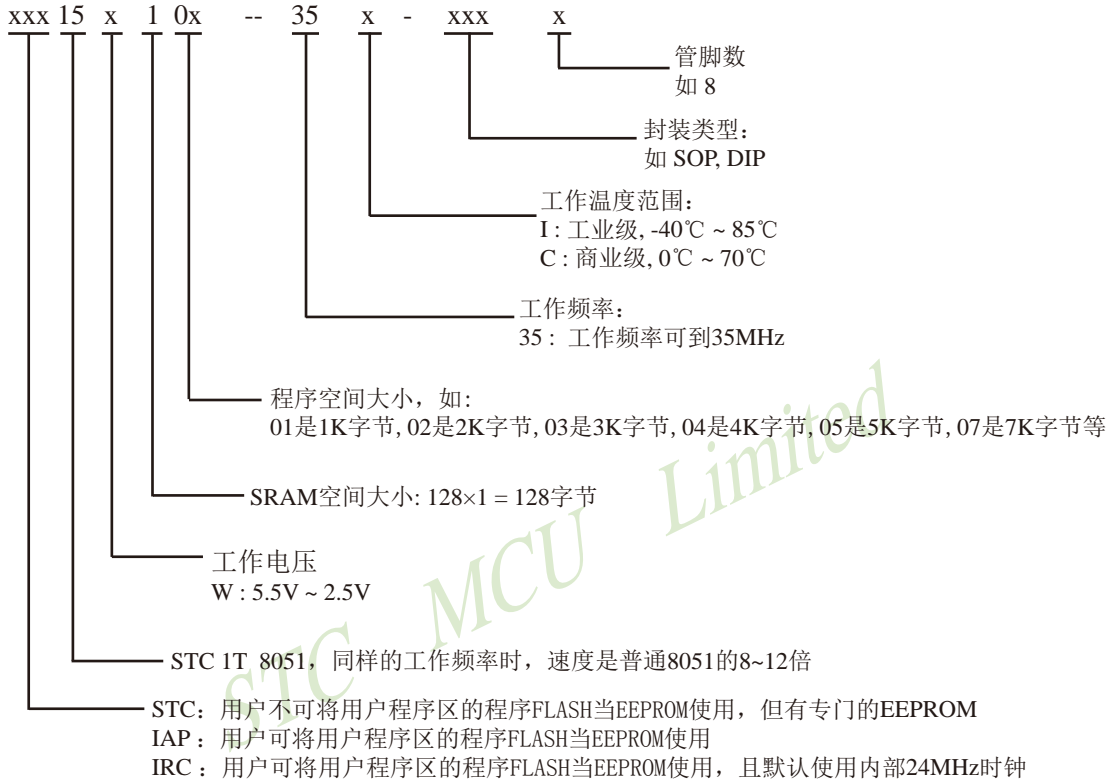 xxx 15 x 1 0x -- 35 x - xxx x
管脚数
如 8
封装类型：
如 SOP, DIP
工作温度范围：
I : 工业级, -40℃ ~ 85℃
C : 商业级, 0℃ ~ 70℃
工作频率：
35 : 工作频率可到35MHz
程序空间大小，如:
01是1K字节, 02是2K字节, 03是3K字节, 04是4K字节, 05是5K字节, 07是7K字节等
SRAM空间大小: 128×1 = 128字节
工作电压
W : 5.5V ~ 2.5V
STC 1T 8051，同样的工作频率时，速度是普通8051的8~12倍
STC：用户不可将用户程序区的程序FLASH当EEPROM使用，但有专门的EEPROM
IAP：用户可将用户程序区的程序FLASH当EEPROM使用
IRC：用户可将用户程序区的程序FLASH当EEPROM使用，且默认使用内部24MHz时钟
STC MCU Limited